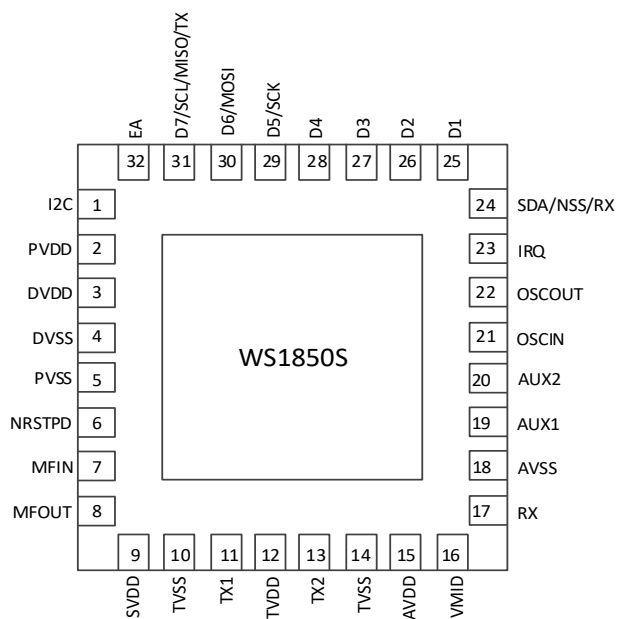 EA
D7/SCL/MISO/TX
D6/MOSI
D5/SCK
D4
D3
D2
D1
32
31
30
29
28
27
26
25
I2C 1
PVDD 2
DVDD 3
DVSS 4
PVSS 5
NRSTPD 6
MFIN 7
MFOUT 8
WS1850S
24 SDA/NSS/RX
23 IRQ
22 OSCOUT
21 OSCIN
20 AUX2
19 AUX1
18 AVSS
17 RX
9
10
11
12
13
14
15
16
SVDD
TVSS
TX1
TVDD
TX2
TVSS
AVDD
VMID